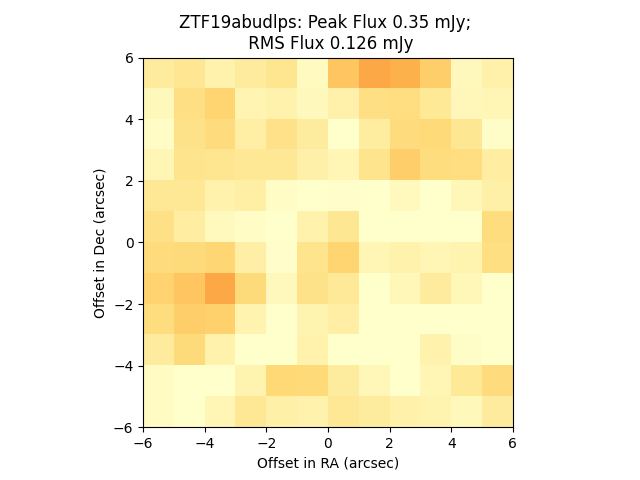 ZTF19abudlps: Peak Flux 0.35 mJy;
RMS Flux 0.126 mJy
6
4
2
0
−2
−4
−6
Offset in Dec (arcsec)
−6 −4 −2 0 2 4 6
Offset in RA (arcsec)